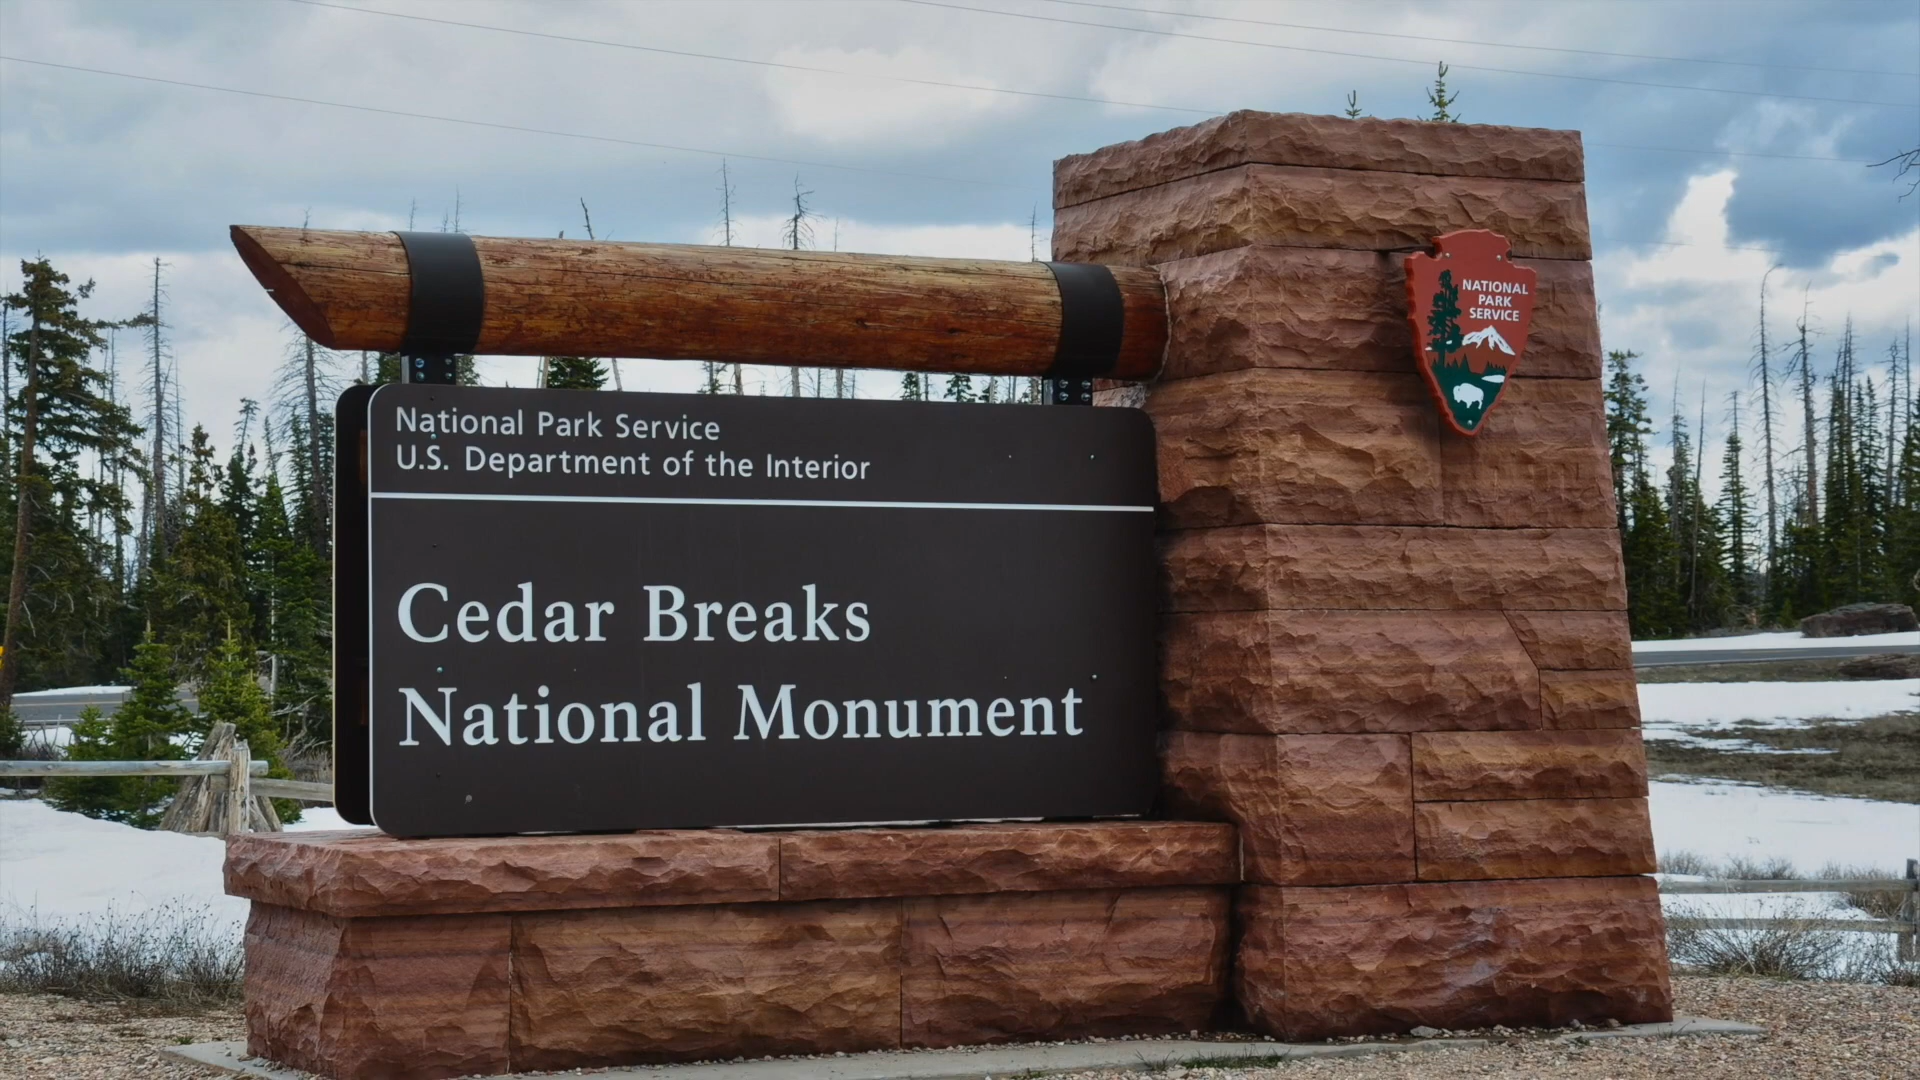 National Park Service
U.S. Department of the Interior
Cedar Breaks
National Monument
NATIONAL
PARK
SERVICE